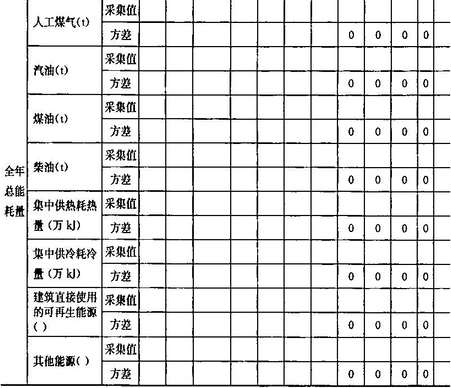 人工煤气(t) 采集值
方差 0 0 0 0
汽油(t) 采集值
方差 0 0 0 0
煤油(t) 采集值
方差 0 0 0 0
全年总能耗量
柴油(t) 采集值
方差 0 0 0 0
集中供热耗热量(万kJ) 采集值
方差 0 0 0 0
集中供冷耗冷量(万kJ) 采集值
方差 0 0 0 0
建筑直接使用的可再生能源( ) 采集值
方差 0 0 0 0
其他能源( ) 采集值
方差 0 0 0 0